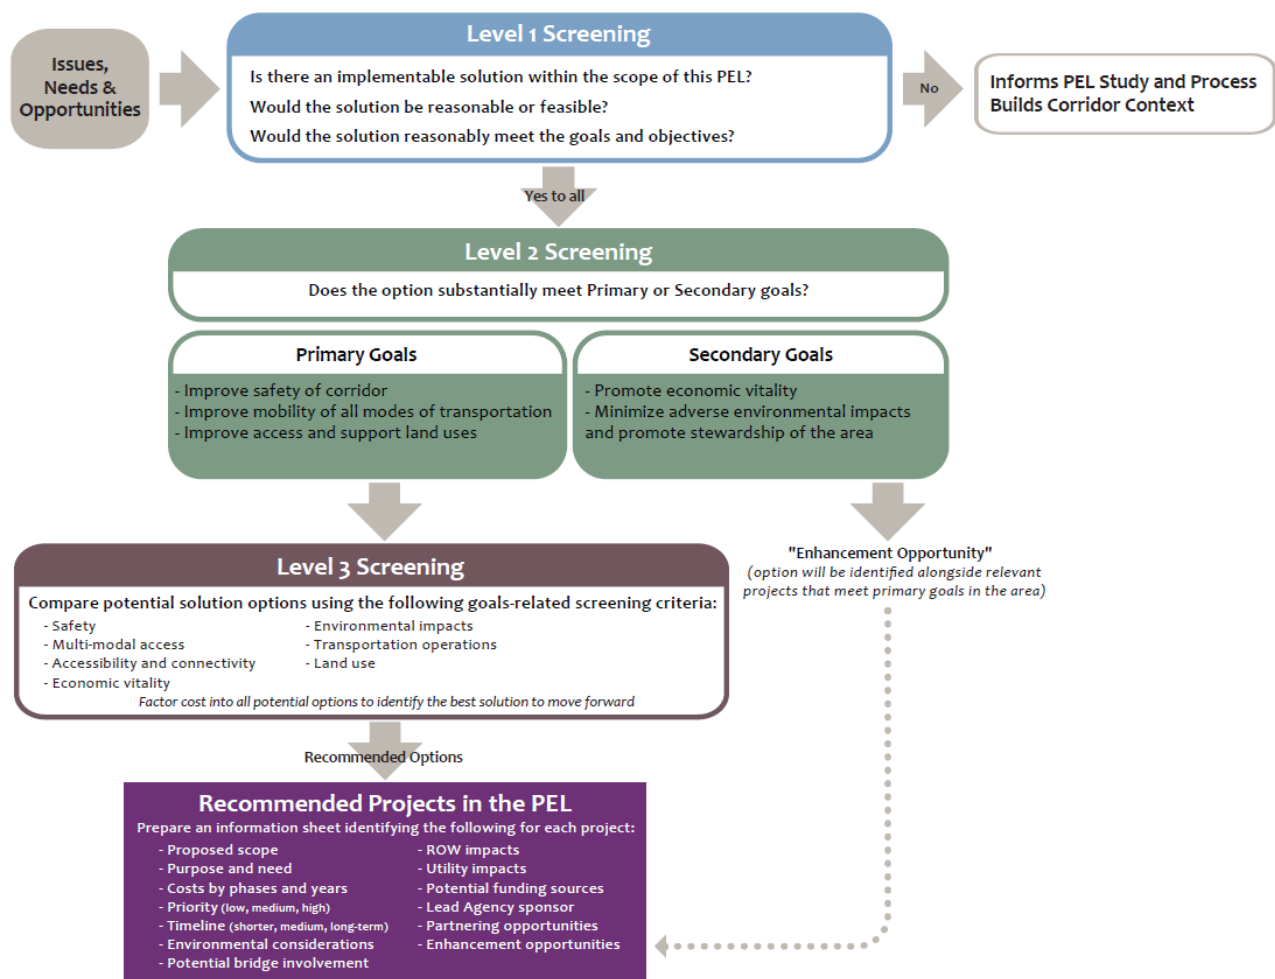 Issues,
Needs &
Opportunities
Level 1 Screening
Is there an implementable solution within the scope of this PEL?
Would the solution be reasonable or feasible?
Would the solution reasonably meet the goals and objectives?
No
Informs PEL Study and Process
Builds Corridor Context
Yes to all
Level 2 Screening
Does the option substantially meet Primary or Secondary goals?
Primary Goals
- Improve safety of corridor
- Improve mobility of all modes of transportation
- Improve access and support land uses
Secondary Goals
- Promote economic vitality
- Minimize adverse environmental impacts
and promote stewardship of the area
"Enhancement Opportunity"
(option will be identified alongside relevant
projects that meet primary goals in the area)
Level 3 Screening
Compare potential solution options using the following goals-related screening criteria:
- Safety
- Multi-modal access
- Accessibility and connectivity
- Economic vitality
- Environmental impacts
- Transportation operations
- Land use
Factor cost into all potential options to identify the best solution to move forward
Recommended Options
Recommended Projects in the PEL
Prepare an information sheet identifying the following for each project:
- Proposed scope
- Purpose and need
- Costs by phases and years
- Priority (low, medium, high)
- Timeline (shorter, medium, long-term)
- Environmental considerations
- Potential bridge involvement
- ROW impacts
- Utility impacts
- Potential funding sources
- Lead Agency sponsor
- Partnering opportunities
- Enhancement opportunities